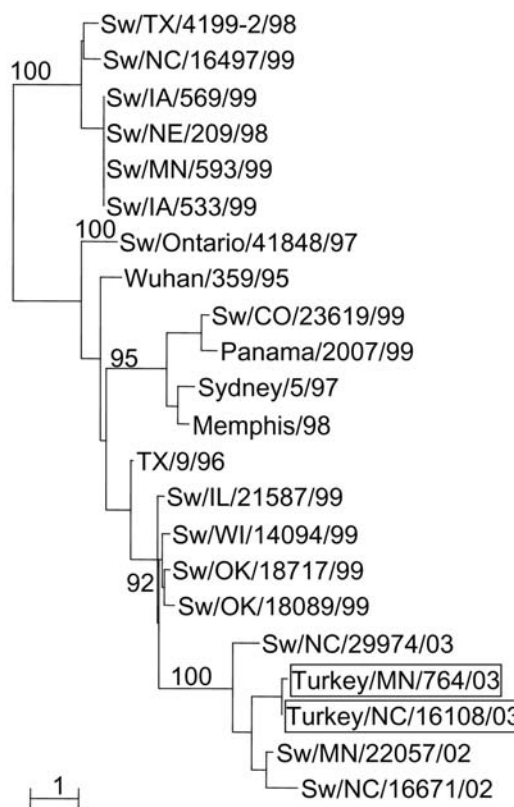 Sw/TX/4199-2/98
Sw/NC/16497/99
100
Sw/IA/569/99
Sw/NE/209/98
Sw/MN/593/99
Sw/IA/533/99
100
Sw/Ontario/41848/97
Wuhan/359/95
Sw/CO/23619/99
95
Panama/2007/99
Sydney/5/97
Memphis/98
TX/9/96
Sw/IL/21587/99
Sw/WI/14094/99
92
Sw/OK/18717/99
Sw/OK/18089/99
Sw/NC/29974/03
100
Turkey/MN/764/03
Turkey/NC/16108/03
Sw/MN/22057/02
1
Sw/NC/16671/02